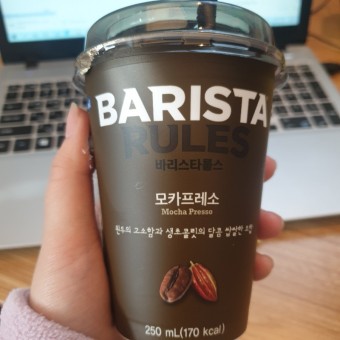 BARISTA
RULES
바리스타룰스
모카프레소
Mocha Presso
원두의 고소함과 생초콜릿의 달콤 쌉쌀한 조합
250 mL(170 kcal)